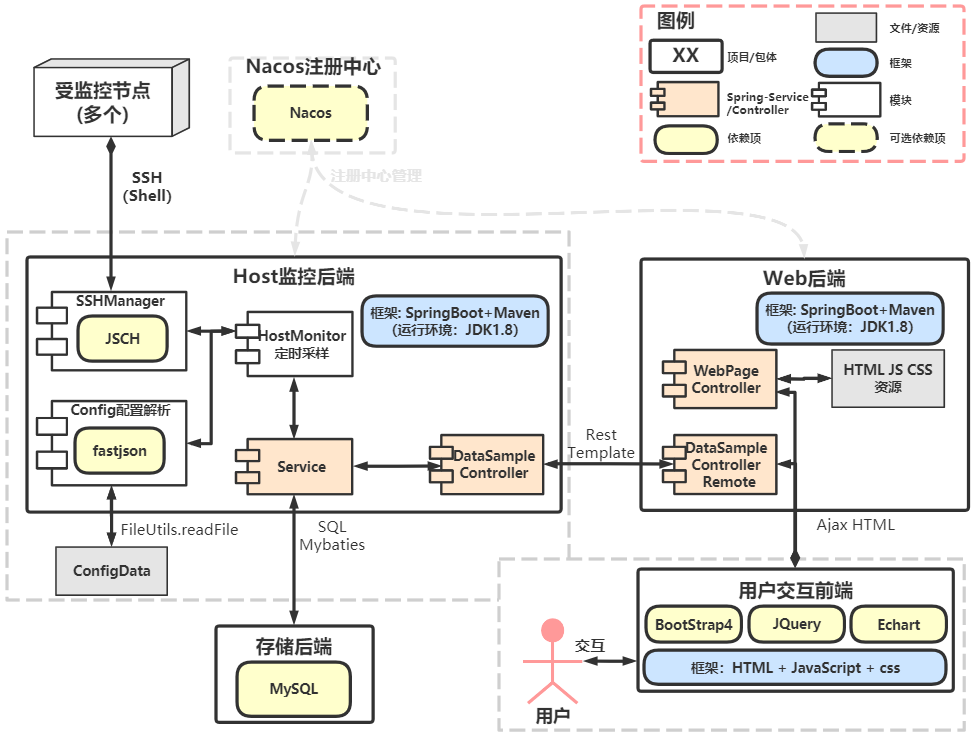 图例
XX
项目/包体
文件/资源
框架
Spring-Service
/Controller
模块
依赖项
可选依赖项
受监控节点
(多个)
Nacos注册中心
Nacos
注册中心管理
SSH
(Shell)
Host监控后端
SSHManager
JSCH
HostMonitor
定时采样
框架: SpringBoot+Maven
(运行环境: JDK1.8)
Config配置解析
fastjson
Service
DataSample
Controller
FileUtils.readFile
ConfigData
SQL
Mybaties
存储后端
MySQL
Rest
Template
Web后端
框架: SpringBoot+Maven
(运行环境: JDK1.8)
WebPage
Controller
HTML JS CSS
资源
DataSample
Controller
Remote
Ajax HTML
用户交互前端
BootStrap4
JQuery
Echart
框架: HTML + JavaScript + css
交互
用户